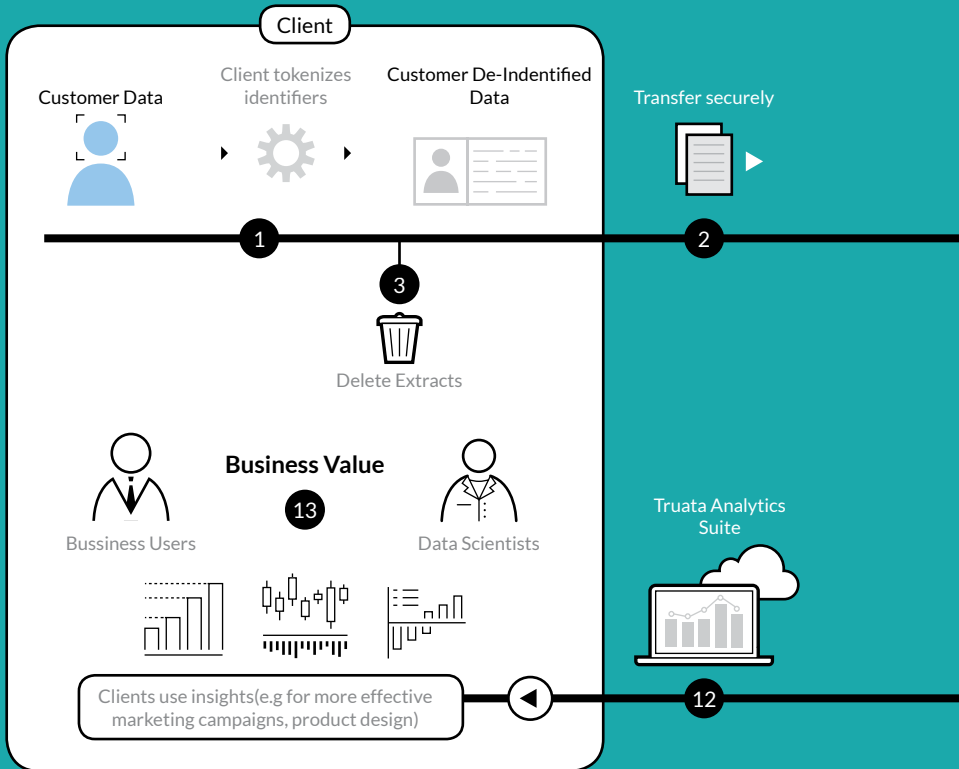 Client
Customer Data
Client tokenizes
identifiers
Customer De-Indentified
Data
Transfer securely
1
2
3
Delete Extracts
Business Value
13
Bussiness Users
Data Scientists
Truata Analytics
Suite
Clients use insights(e.g for more effective
marketing campaigns, product design)
12